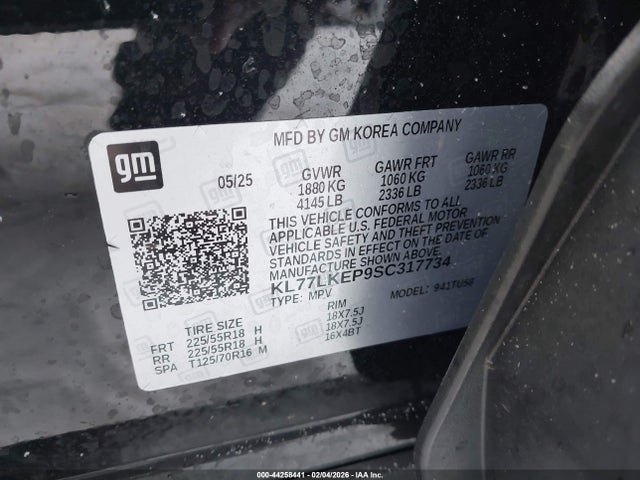 gm
MFD BY GM KOREA COMPANY
05/25 GVWR GAWR FRT GAWR RR
1880 KG 1060 KG 1060 KG
4145 LB 2336 LB 2336 LB
THIS VEHICLE CONFORMS TO ALL
APPLICABLE U.S. FEDERAL MOTOR
VEHICLE SAFETY AND THEFT PREVENTION
STANDARDS IN EFFECT ON THE DATE OF
MANUFACTURE SHOWN ABOVE.
KL77LKEP9SC317734
TYPE: MPV MODEL: 941TU58
TIRE SIZE RIM
FRT 225/55R18 H 18X7.5J
RR 225/55R18 H 18X7.5J
SPA T125/70R16 M 16X4BT
000-44258441 - 02/04/2026 - IAAI.COM